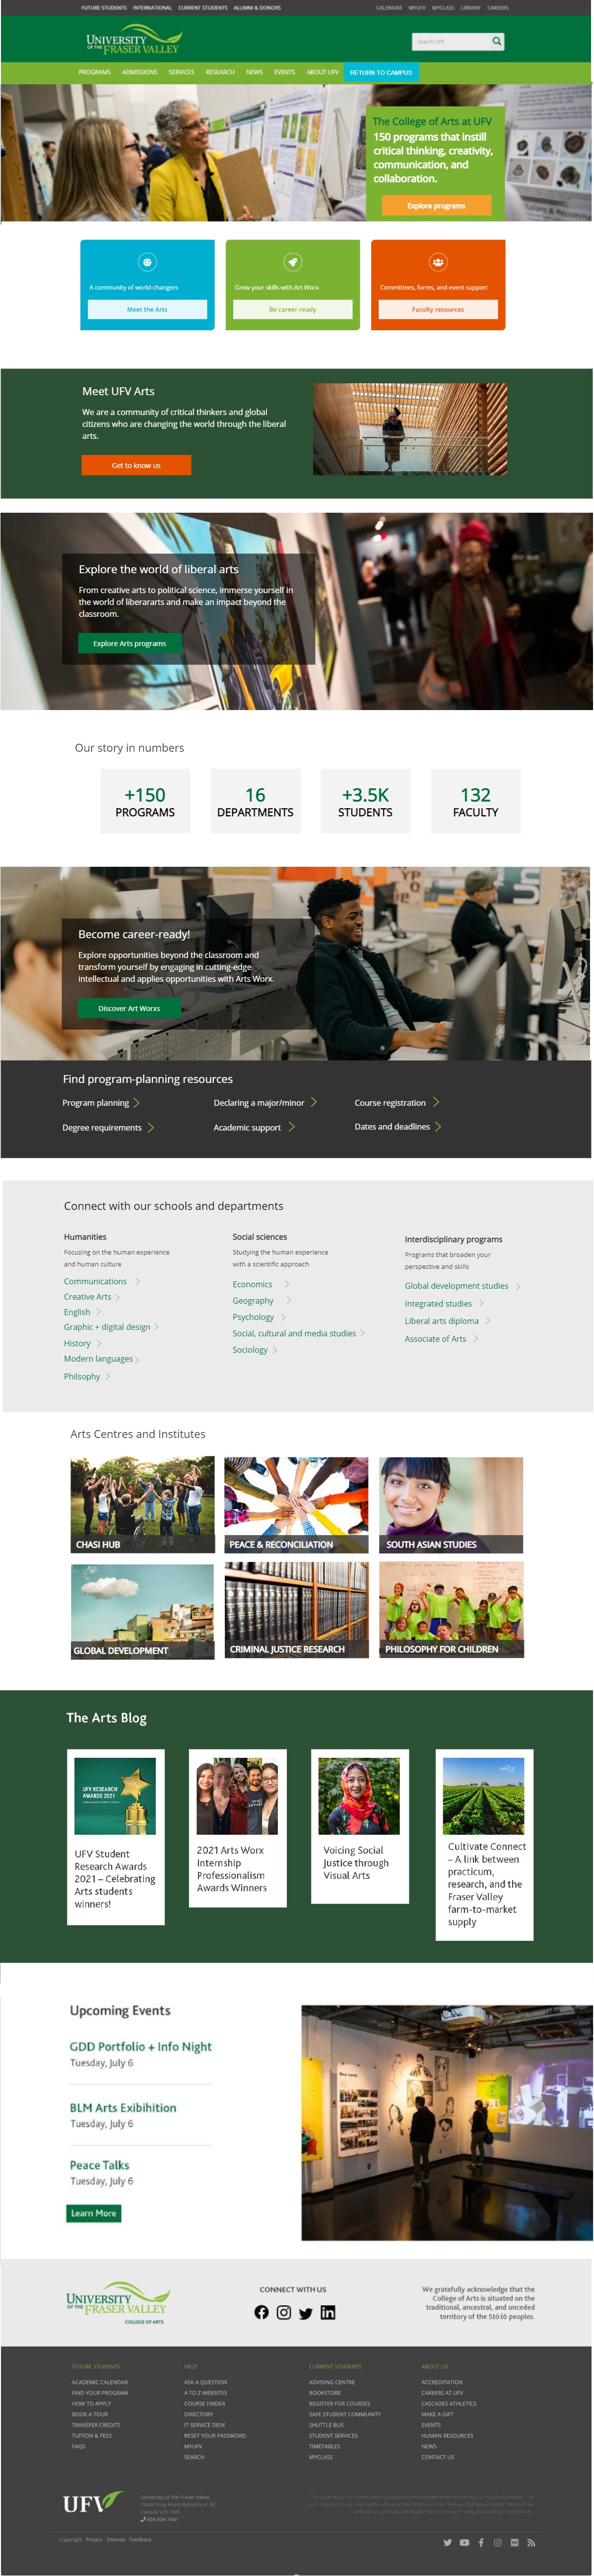 FUTURE STUDENTS INTERNATIONAL CURRENT STUDENTS ALUMNI & DONORS
CALENDAR MYUFV MYCLASS LIBRARY CAREERS
UNIVERSITY
OF THE FRASER VALLEY
Search UFV
PROGRAMS ADMISSIONS SERVICES RESEARCH NEWS EVENTS ABOUT UFV RETURN TO CAMPUS
The College of Arts at UFV
150 programs that instill
critical thinking, creativity,
communication, and
collaboration.
Explore programs
A community of world-changers
Meet the Arts
Grow your skills with Art Worx
Be career-ready
Committees, forms, and event support
Faculty resources
Meet UFV Arts
We are a community of critical thinkers and global
citizens who are changing the world through the liberal
arts.
Get to know us
Explore the world of liberal arts
From creative arts to political science, immerse yourself in
the world of liberararts and make an impact beyond the
classroom.
Explore Arts programs
Our story in numbers
+150
PROGRAMS
16
DEPARTMENTS
+3.5K
STUDENTS
132
FACULTY
Become career-ready!
Explore opportunities beyond the classroom and
transform yourself by engaging in cutting-edge
intellectual and applies opportunities with Arts Worx.
Discover Art Worxs
Find program-planning resources
Program planning
Declaring a major/minor
Course registration
Degree requirements
Academic support
Dates and deadlines
Connect with our schools and departments
Humanities
Focusing on the human experience
and human culture
Communications
Creative Arts
English
Graphic + digital design
History
Modern languages
Philsophy
Social sciences
Studying the human experience
with a scientific approach
Economics
Geography
Psychology
Social, cultural and media studies
Sociology
Interdisciplinary programs
Programs that broaden your
perspective and skills
Global development studies
Integrated studies
Liberal arts diploma
Associate of Arts
Arts Centres and Institutes
CHASI HUB
PEACE & RECONCILIATION
SOUTH ASIAN STUDIES
GLOBAL DEVELOPMENT
CRIMINAL JUSTICE RESEARCH
PHILOSOPHY FOR CHILDREN
The Arts Blog
UFV RESEARCH
AWARDS 2021
UFV Student
Research Awards
2021 – Celebrating
Arts students
winners!
2021 Arts Worx
Internship
Professionalism
Awards Winners
Voicing Social
Justice through
Visual Arts
Cultivate Connect
– A link between
practicum,
research, and the
Fraser Valley
farm-to-market
supply
Upcoming Events
GDD Portfolio + Info Night
Tuesday, July 6
BLM Arts Exibihition
Tuesday, July 6
Peace Talks
Tuesday, July 6
Learn More
UNIVERSITY
OF THE FRASER VALLEY
COLLEGE OF ARTS
CONNECT WITH US
We gratefully acknowledge that the
College of Arts is situated on the
traditional, ancestral, and unceded
territory of the Stó:lō peoples.
FUTURE STUDENTS
ACADEMIC CALENDAR
FIND YOUR PROGRAM
HOW TO APPLY
BOOK A TOUR
TRANSFER CREDITS
TUITION & FEES
FAQS
HELP
ASK A QUESTION
A TO Z WEBSITES
COURSE FINDER
DIRECTORY
IT SERVICE DESK
RESET YOUR PASSWORD
MYUFV
SEARCH
CURRENT STUDENTS
ADVISING CENTRE
BOOKSTORE
REGISTER FOR COURSES
SAFE STUDENT COMMUNITY
SHUTTLE BUS
STUDENT SERVICES
TIMETABLES
MYCLASS
ABOUT US
ACCREDITATION
CAREERS AT UFV
CASCADES ATHLETICS
MAKE A GIFT
EVENTS
HUMAN RESOURCES
NEWS
CONTACT US
UFV
University of the Fraser Valley
33844 King Road, Abbotsford, BC
Canada V2S 7M8
604-504-7441
Copyright Privacy Sitemap Feedback